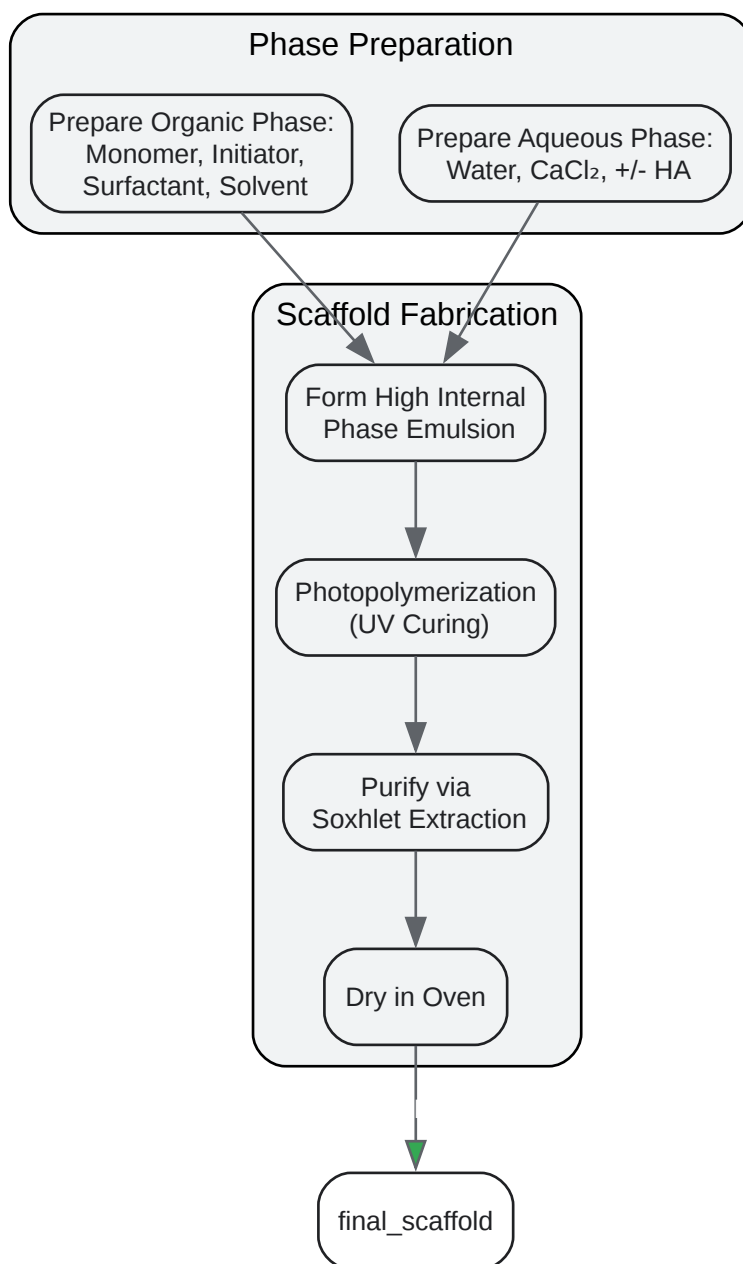 Phase Preparation
Prepare Organic Phase:
Monomer, Initiator,
Surfactant, Solvent
Prepare Aqueous Phase:
Water, CaCl₂, +/- HA
Scaffold Fabrication
Form High Internal
Phase Emulsion
Photopolymerization
(UV Curing)
Purify via
Soxhlet Extraction
Dry in Oven
final_scaffold